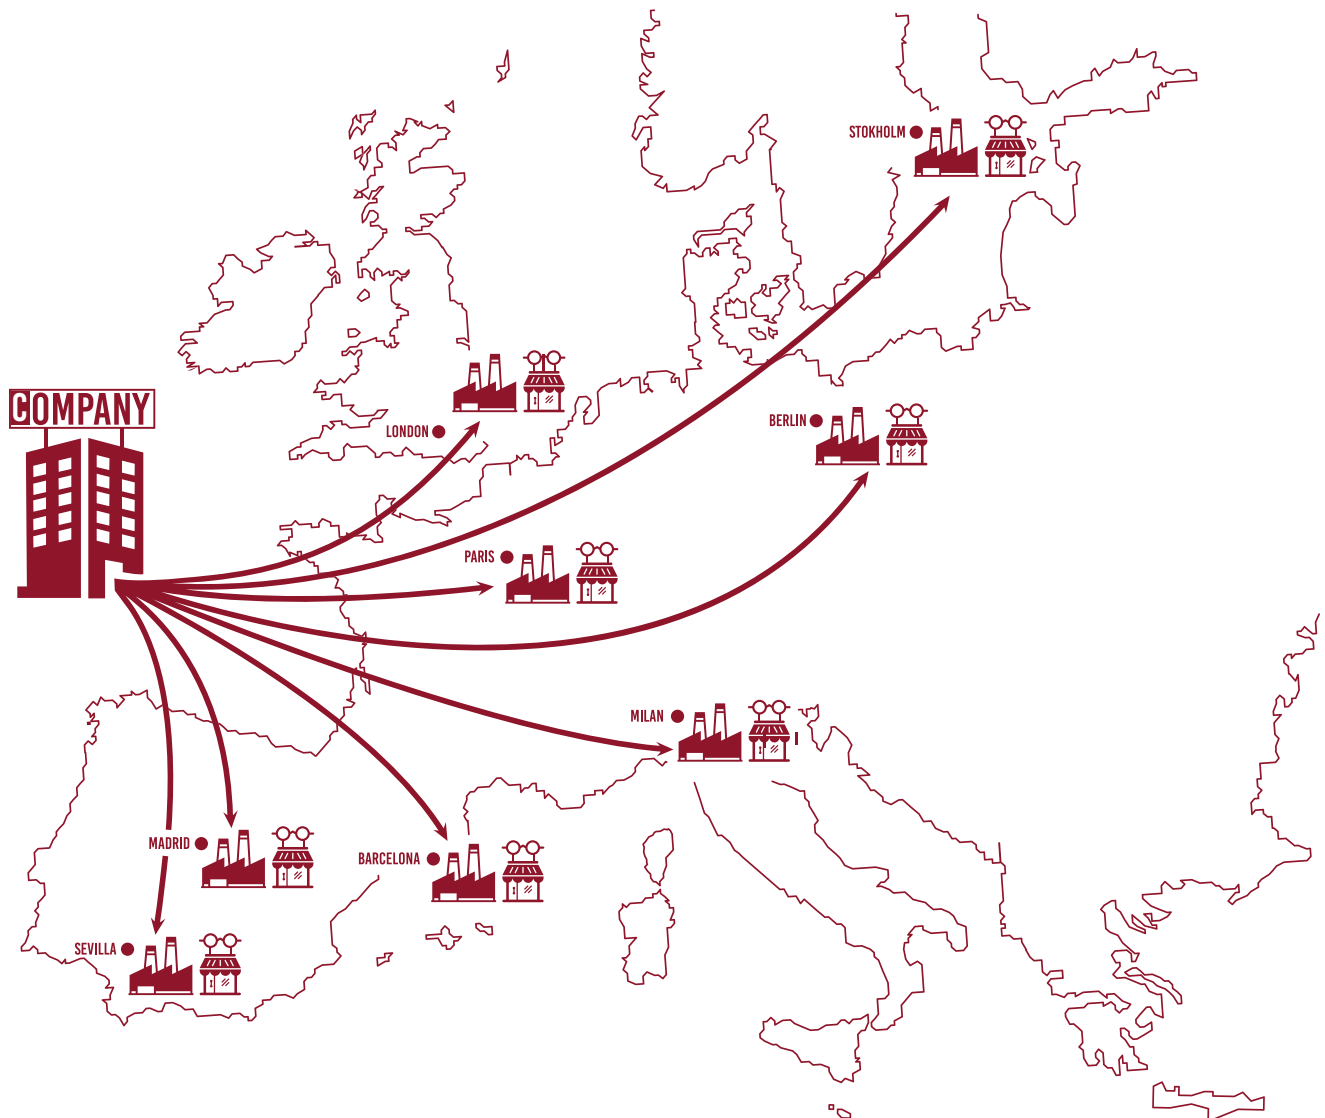 STOKHOLM
COMPANY
LONDON
BERLIN
PARIS
MILAN
MADRID
BARCELONA
SEVILLA